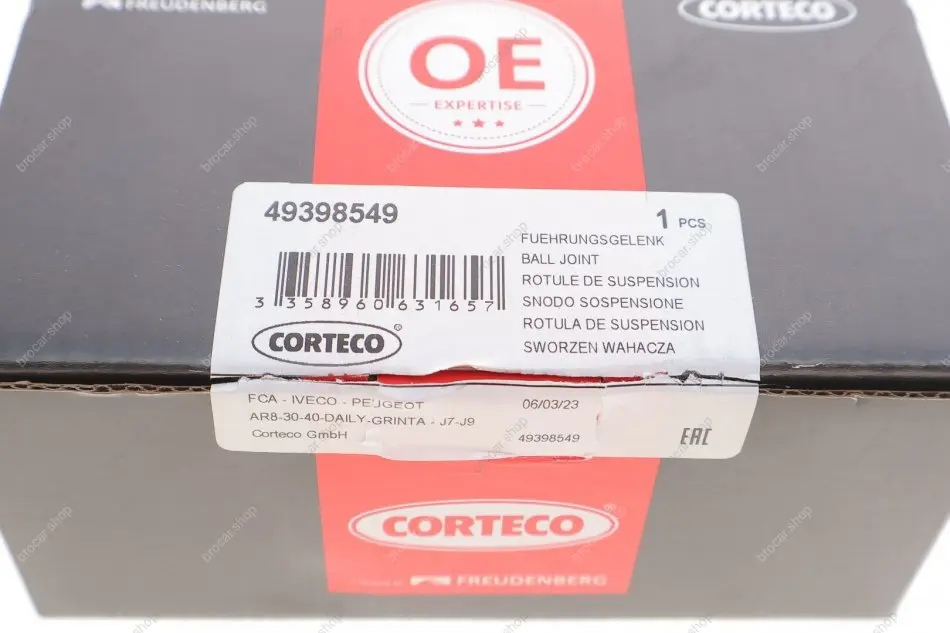 FREUDENBERG
CORTECO
OE
EXPERTISE
49398549
1 PCS
FUEHRUNGSGELENK
BALL JOINT
ROTULE DE SUSPENSION
SNODO SOSPENSIONE
ROTULA DE SUSPENSION
SWORZEN WAHACZA
3 358960 631657
CORTECO®
FCA - IVECO - PEUGEOT
06/03/23
AR8-30-40-DAILY-GRINTA - J7-J9
Corteco GmbH
49398549
EAC
CORTECO
FREUDENBERG
brocar.shop